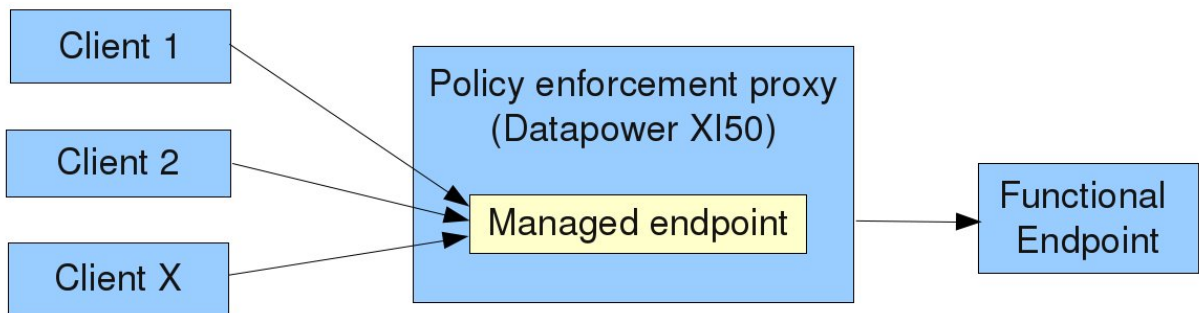 Client 1
Client 2
Client X
Policy enforcement proxy
(Datapower XI50)
Managed endpoint
Functional
Endpoint